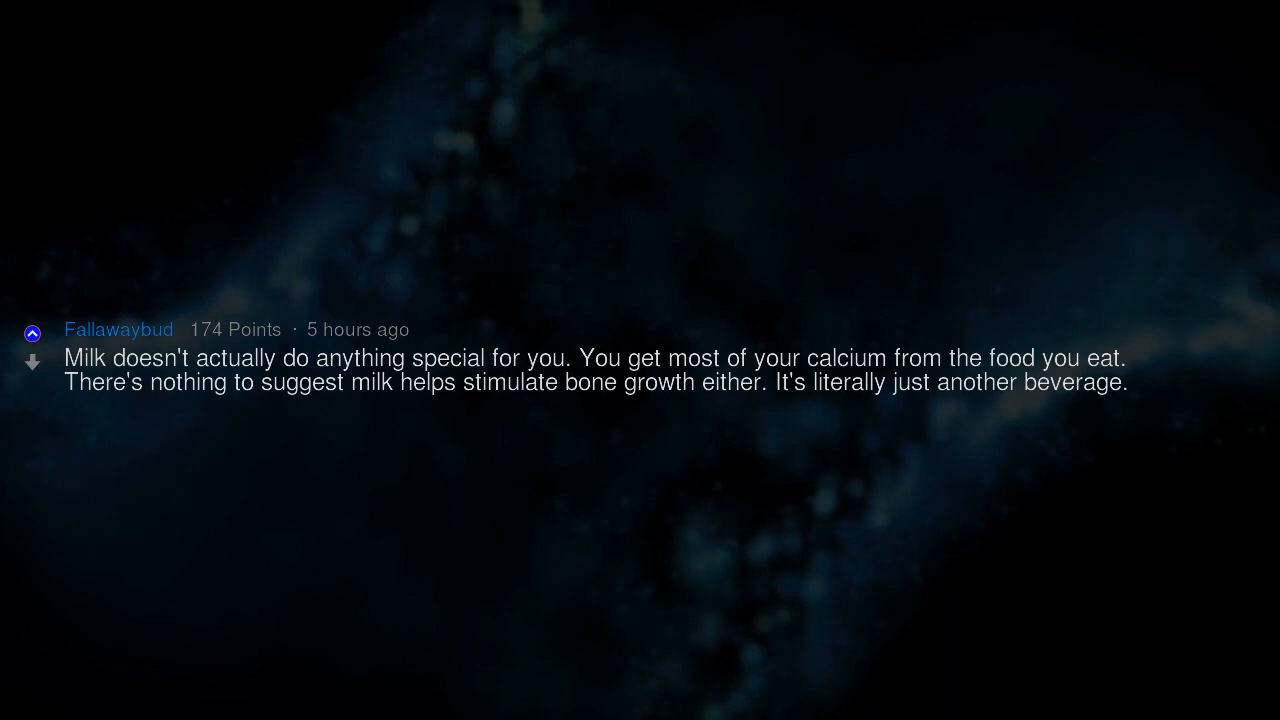 Fallawaybud 174 Points · 5 hours ago
Milk doesn't actually do anything special for you. You get most of your calcium from the food you eat.
There's nothing to suggest milk helps stimulate bone growth either. It's literally just another beverage.